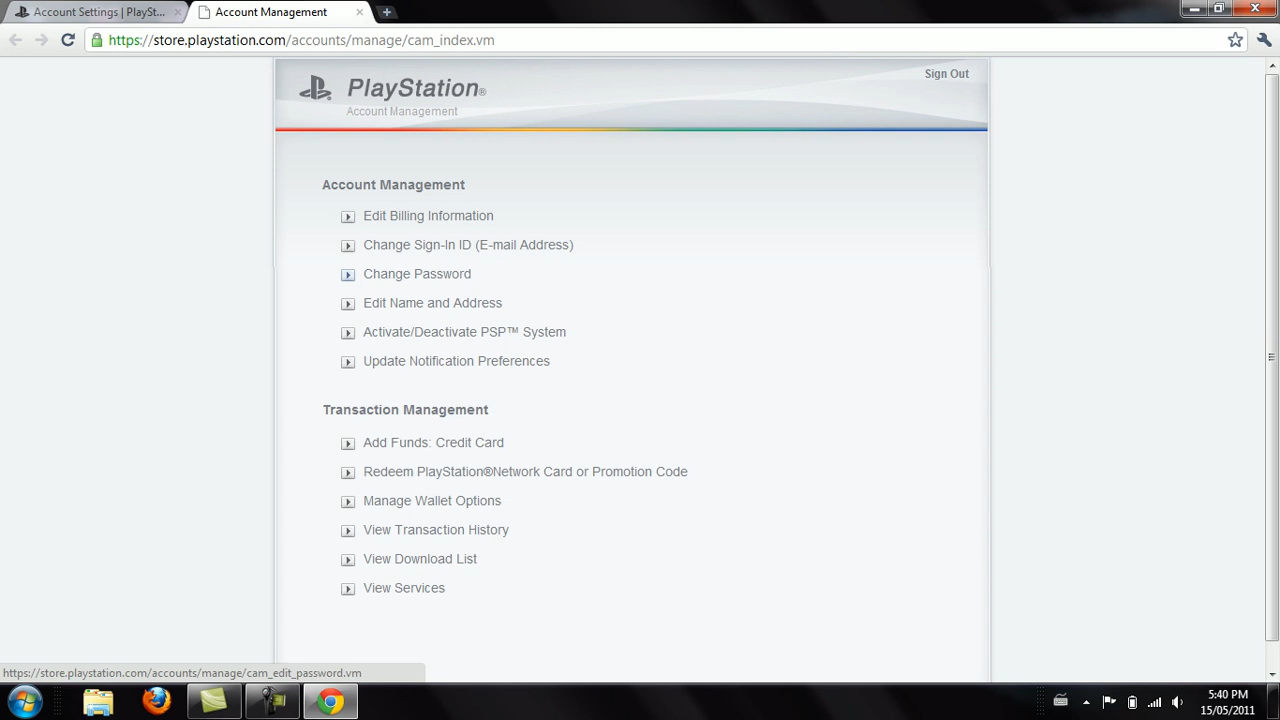 Account Settings | PlaySt...
Account Management
https://store.playstation.com/accounts/manage/cam_index.vm
PlayStation®
Sign Out
Account Management
Account Management
Edit Billing Information
Change Sign-In ID (E-mail Address)
Change Password
Edit Name and Address
Activate/Deactivate PSP™ System
Update Notification Preferences
Transaction Management
Add Funds: Credit Card
Redeem PlayStation®Network Card or Promotion Code
Manage Wallet Options
View Transaction History
View Download List
View Services
https://store.playstation.com/accounts/manage/cam_edit_password.vm
5:40 PM
15/05/2011